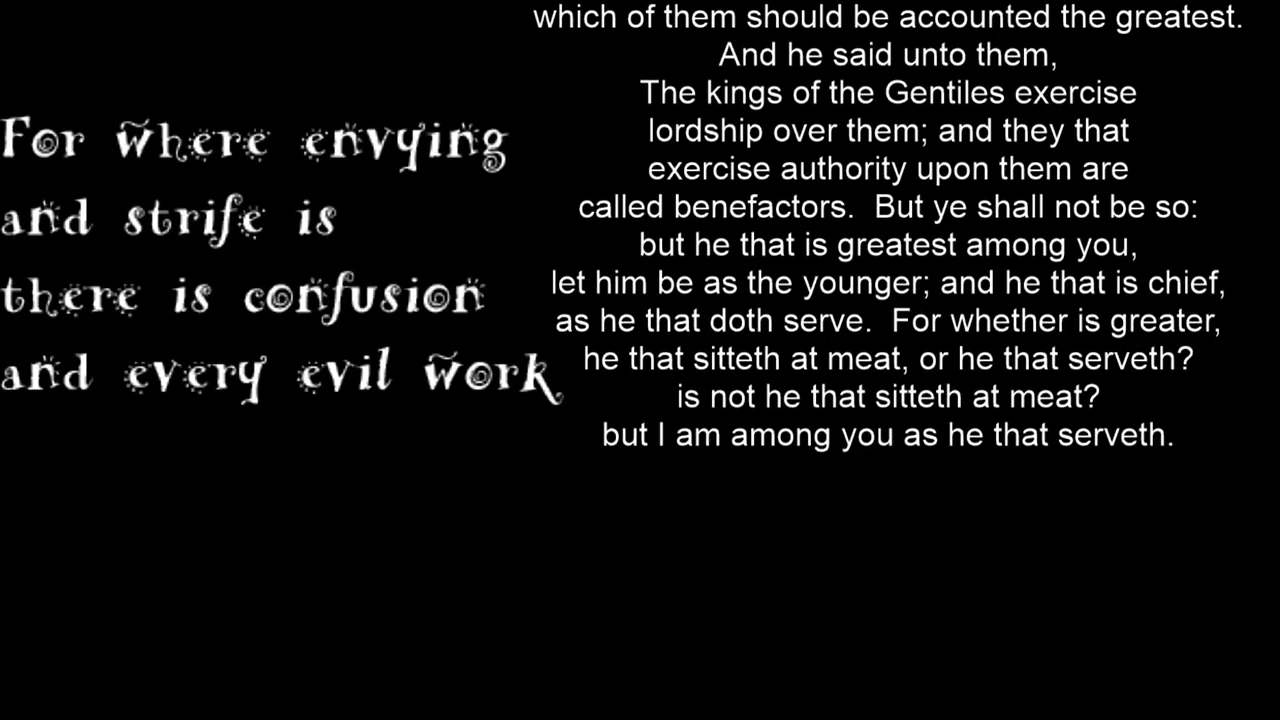 For where envying
and strife is
there is confusion
and every evil work
which of them should be accounted the greatest.
And he said unto them,
The kings of the Gentiles exercise
lordship over them; and they that
exercise authority upon them are
called benefactors.  But ye shall not be so:
but he that is greatest among you,
let him be as the younger; and he that is chief,
as he that doth serve.  For whether is greater,
he that sitteth at meat, or he that serveth?
is not he that sitteth at meat?
but I am among you as he that serveth.